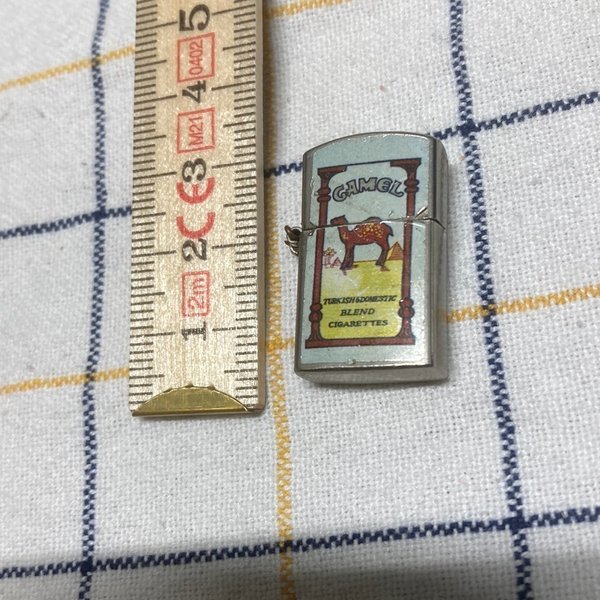 5
0402
4
M21
3
CE
2
2m
1
CAMEL
TURKISH&DOMESTIC
BLEND
CIGARETTES